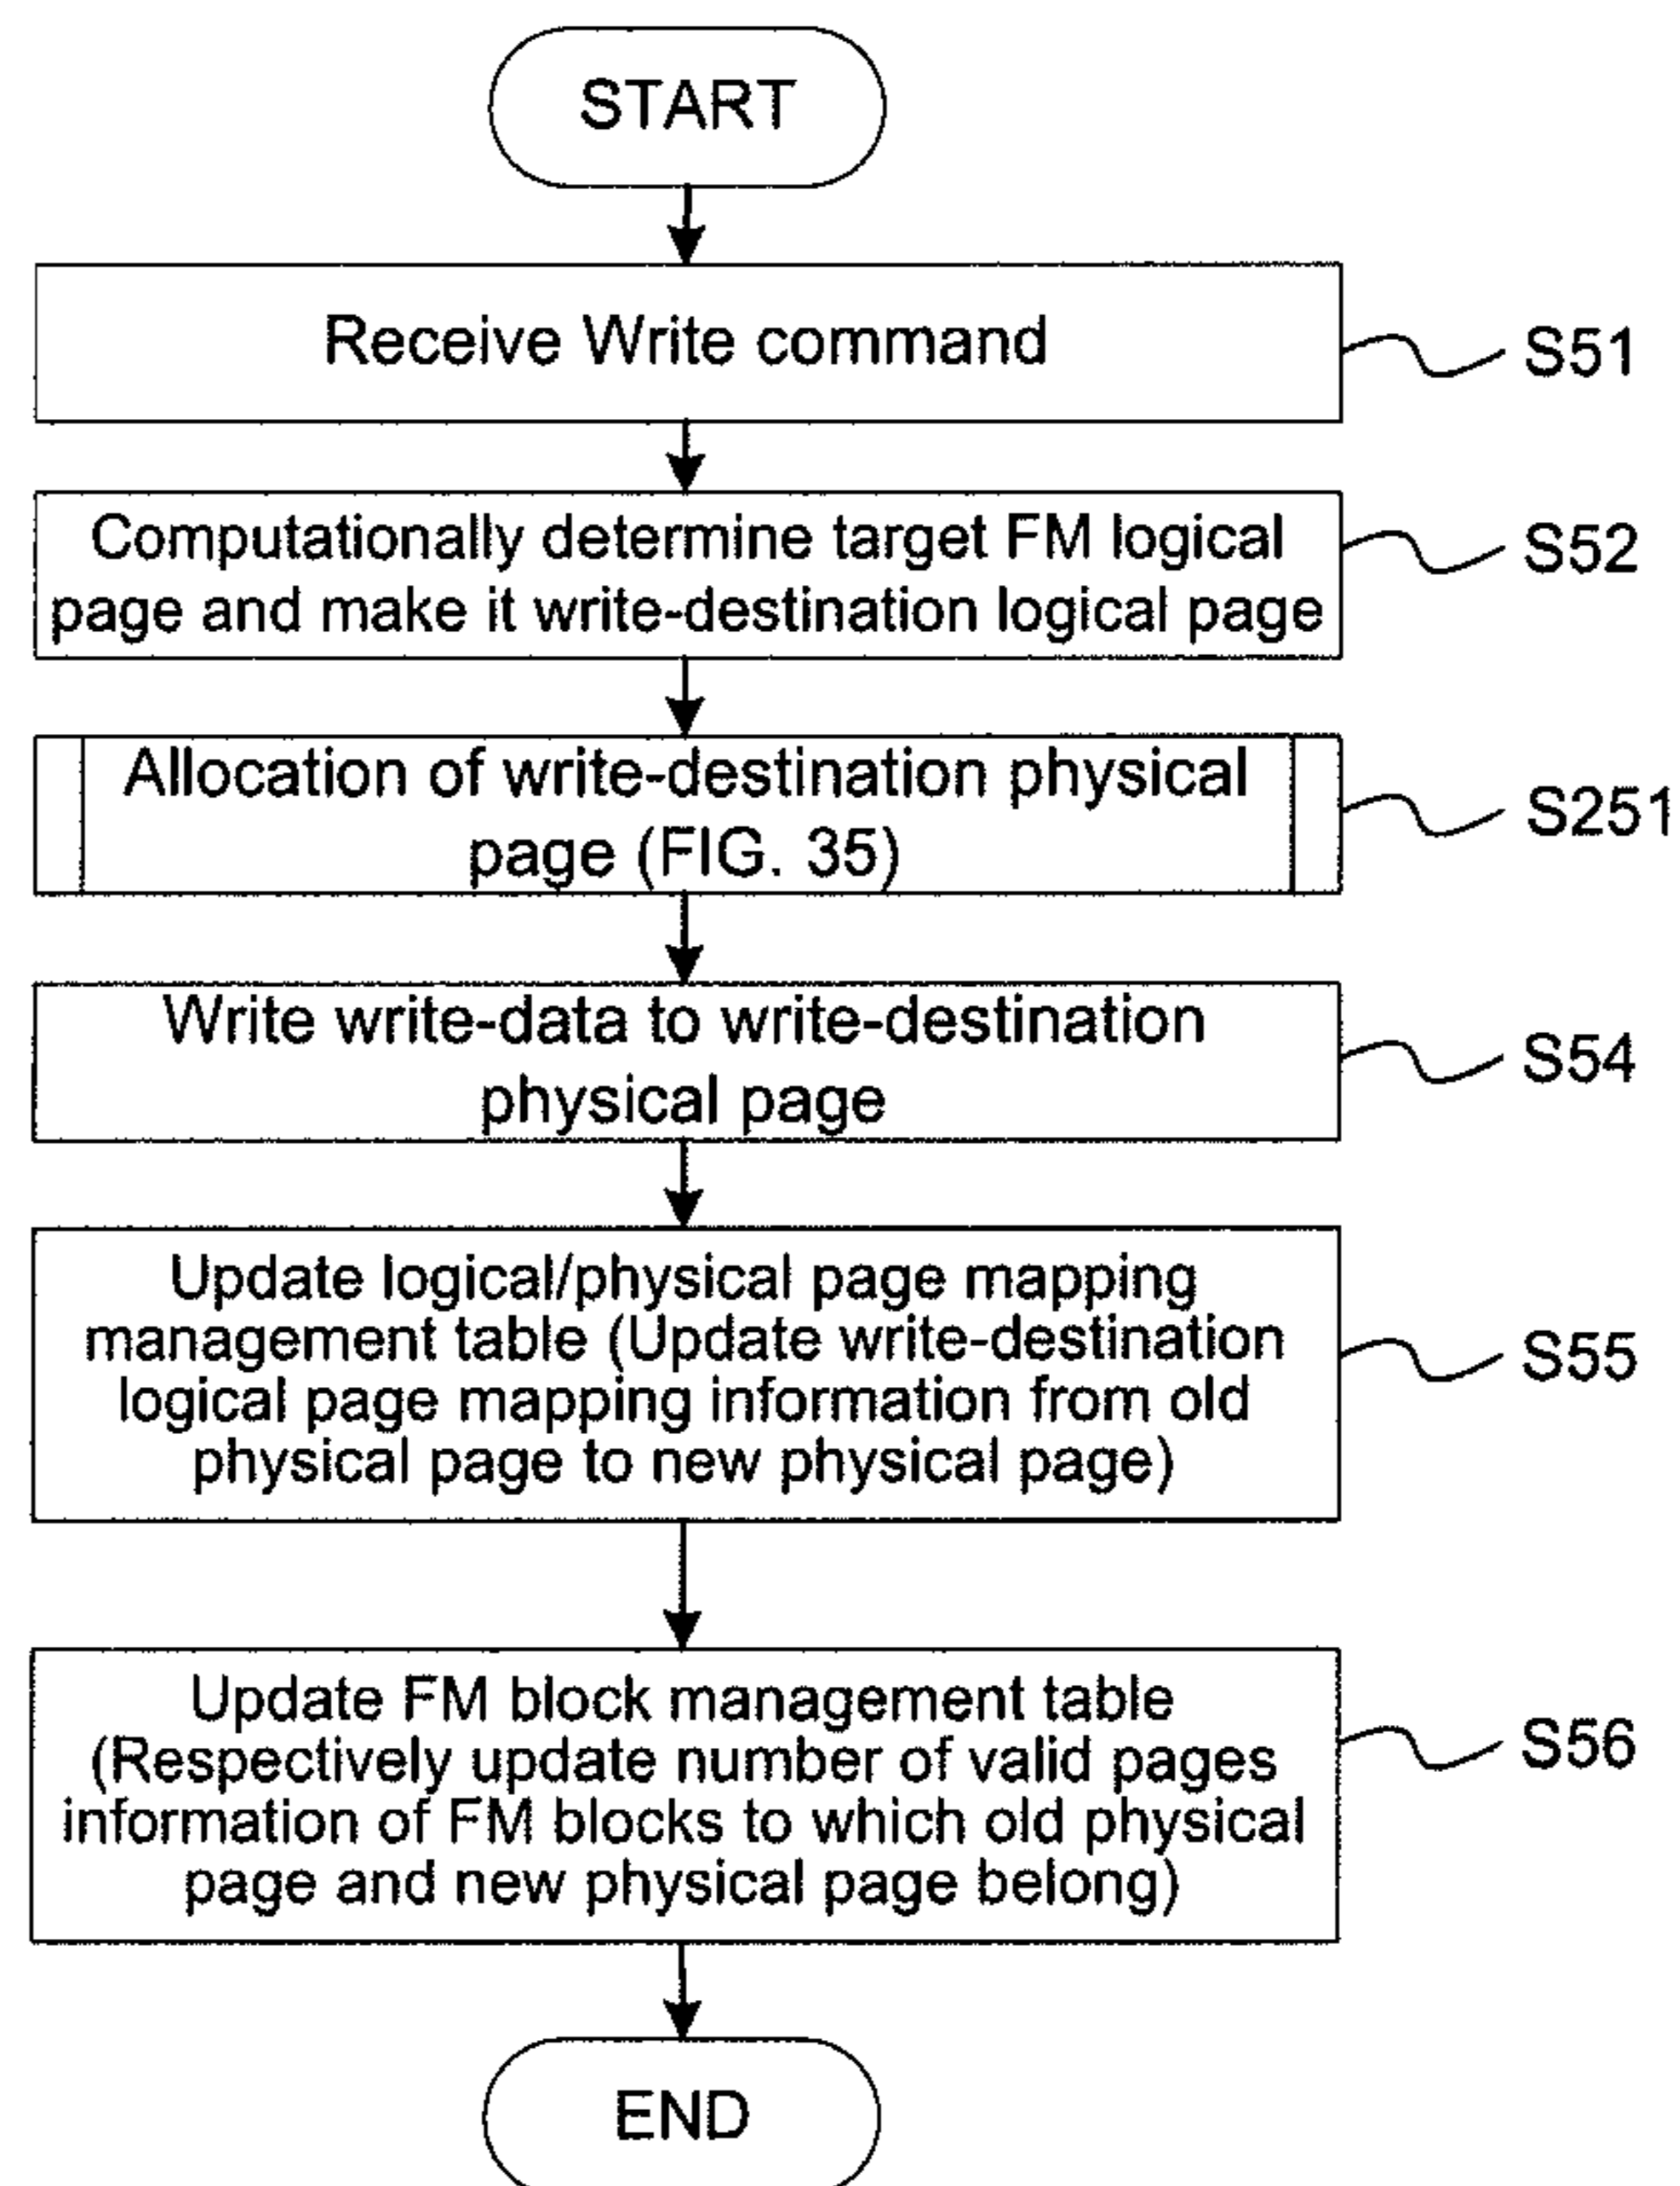 START
Receive Write command
S51
Computationally determine target FM logical
page and make it write-destination logical page
S52
Allocation of write-destination physical
page (FIG. 35)
S251
Write write-data to write-destination
physical page
S54
Update logical/physical page mapping
management table (Update write-destination
logical page mapping information from old
physical page to new physical page)
S55
Update FM block management table
(Respectively update number of valid pages
information of FM blocks to which old physical
page and new physical page belong)
S56
END